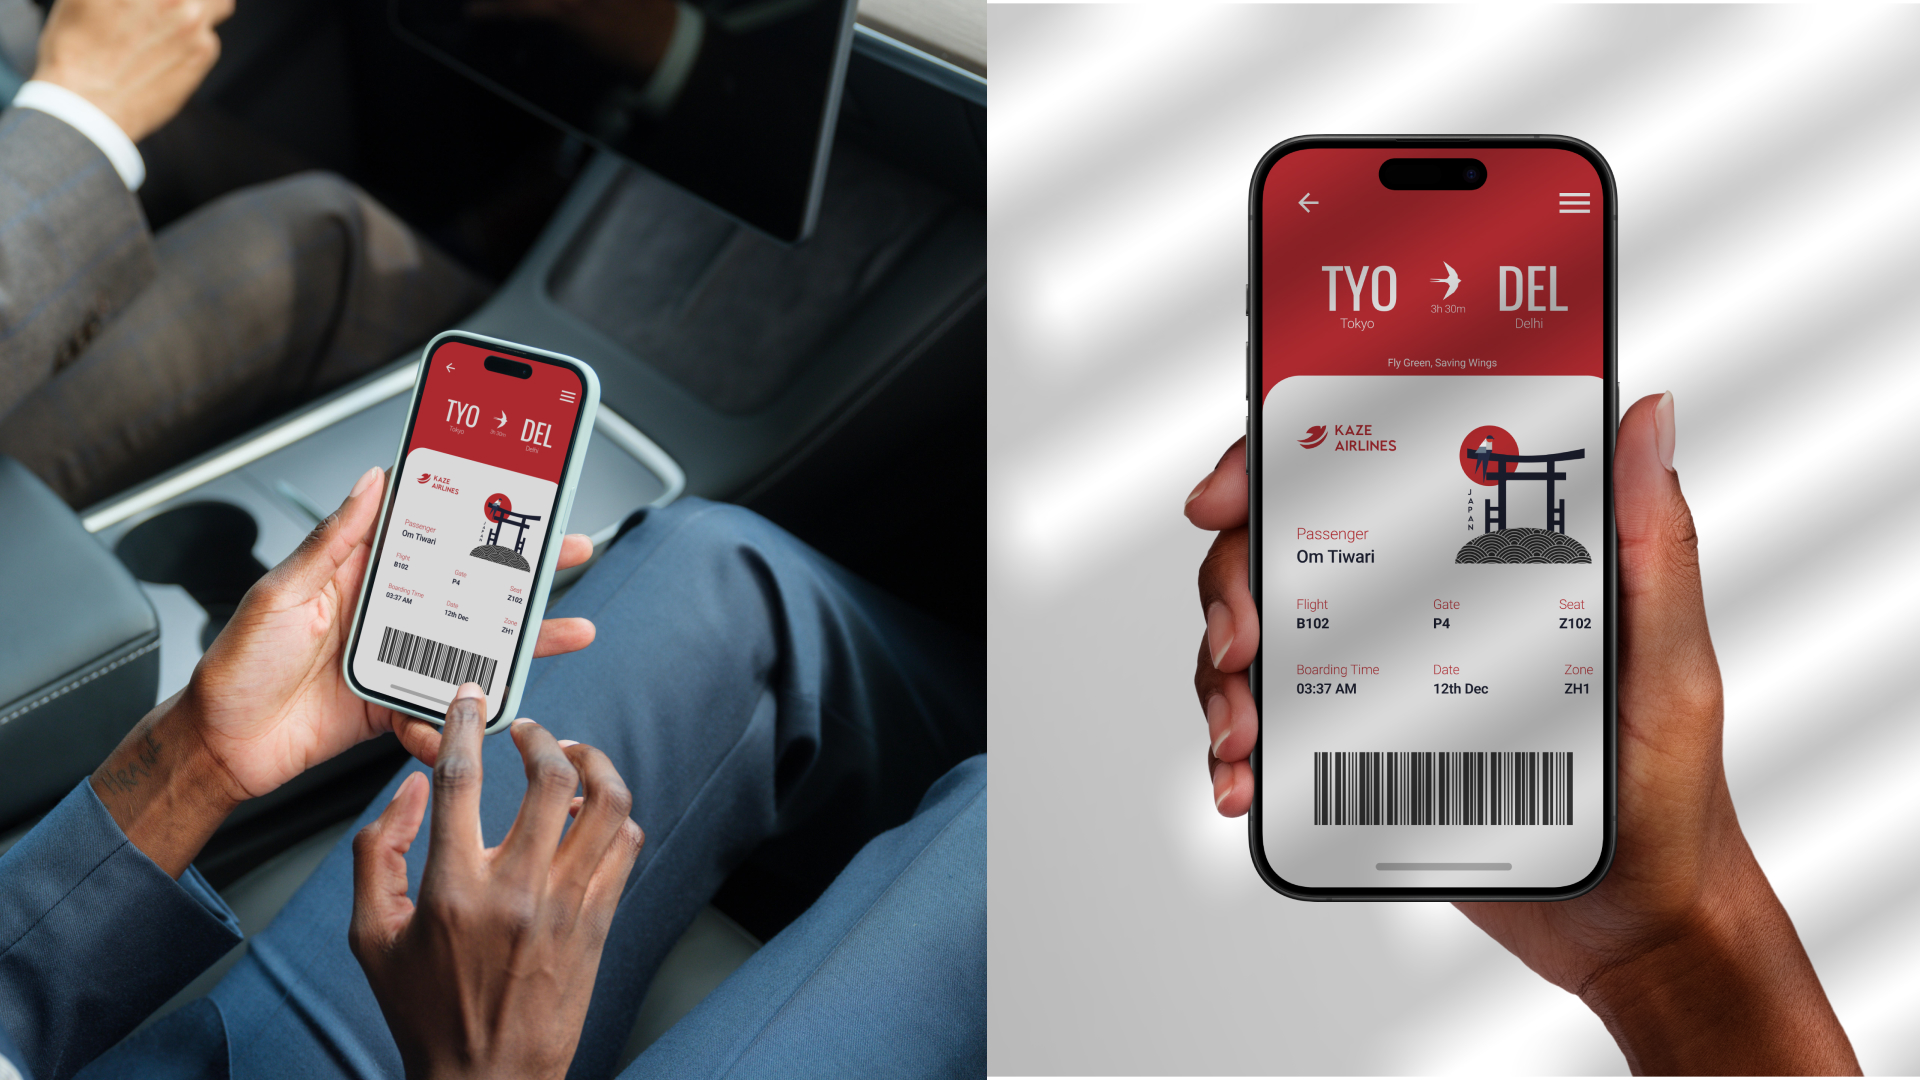 TYO
3h 30m
DEL
Tokyo
Delhi
KAZE
AIRLINES
JAPAN
Passenger
Om Tiwari
Flight
B102
Gate
P4
Seat
Z102
Boarding Time
03:37 AM
Date
12th Dec
Zone
ZH1
TYO
3h 30m
DEL
Tokyo
Delhi
Fly Green, Saving Wings
KAZE
AIRLINES
JAPAN
Passenger
Om Tiwari
Flight
Gate
Seat
B102
P4
Z102
Boarding Time
Date
Zone
03:37 AM
12th Dec
ZH1